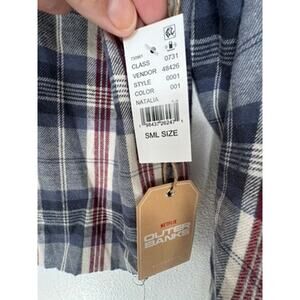 CLASS 0731
VENDOR 48426
STYLE 0001
COLOR 001
NATALIA
SML SIZE
NETFLIX
OUTER
BANKS